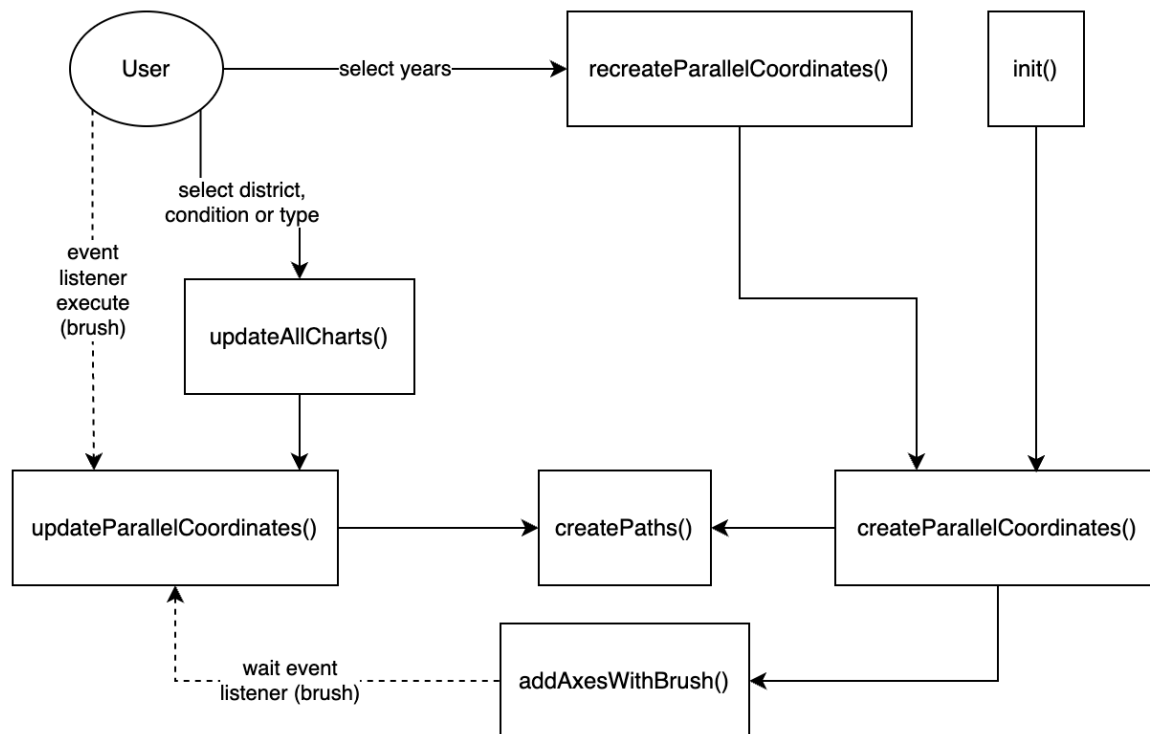 User
select years
recreateParallelCoordinates()
init()
select district,
condition or type
event
listener
execute
(brush)
updateAllCharts()
updateParallelCoordinates()
createPaths()
createParallelCoordinates()
wait event
listener (brush)
addAxesWithBrush()